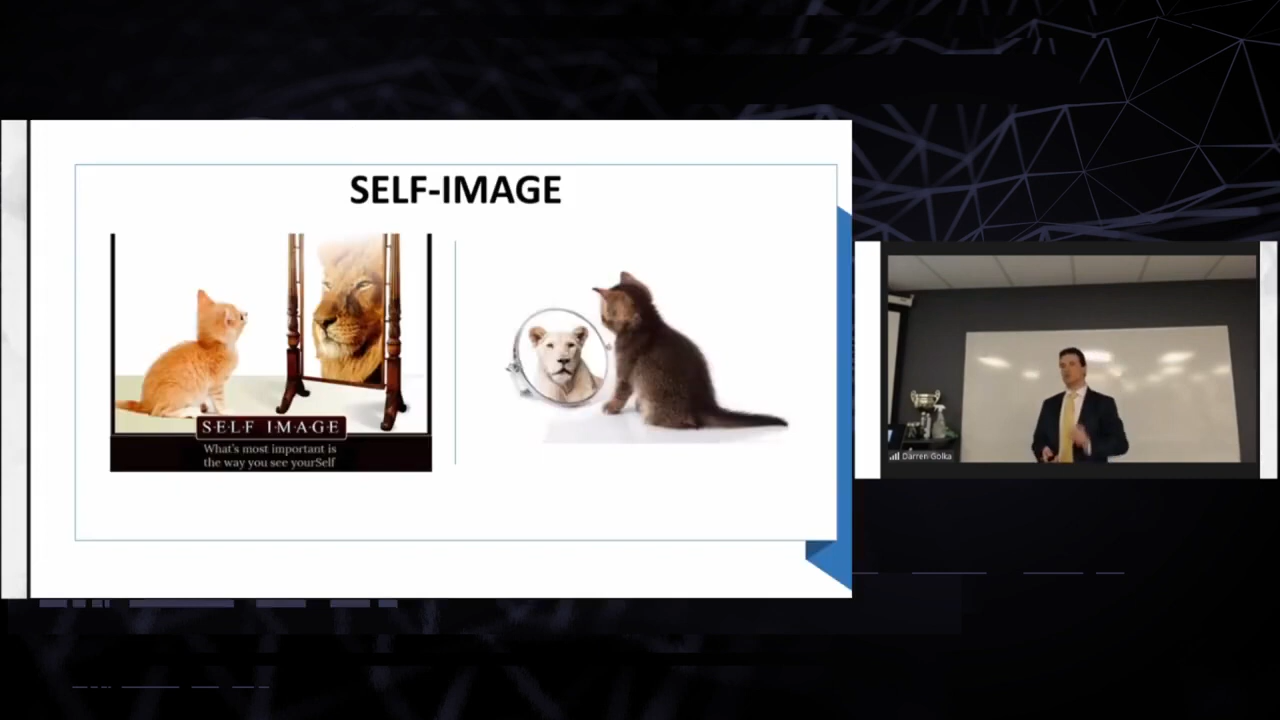 SELF-IMAGE
S·E·L·F I·M·A·G·E
What's most important is
the way you see yourSelf
Darren Golka